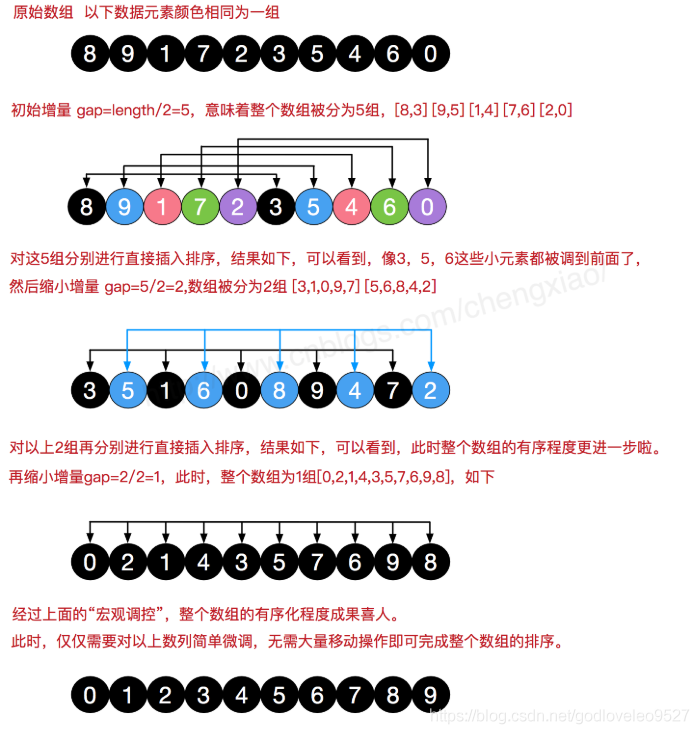 原始数组 以下数据元素颜色相同为一组
8 9 1 7 2 3 5 4 6 0
初始增量 gap=length/2=5，意味着整个数组被分为5组，[8,3][9,5][1,4][7,6][2,0]
8 9 1 7 2 3 5 4 6 0
对这5组分别进行直接插入排序，结果如下，可以看到，像3，5，6这些小元素都被调到前面了，
然后缩小增量 gap=5/2=2,数组被分为2组 [3,1,0,9,7] [5,6,8,4,2]
www.cnblogs.com/chengxiao/
3 5 1 6 0 8 9 4 7 2
对以上2组再分别进行直接插入排序，结果如下，可以看到，此时整个数组的有序程度更进一步啦。
再缩小增量gap=2/2=1，此时，整个数组为1组[0,2,1,4,3,5,7,6,9,8]，如下
0 2 1 4 3 5 7 6 9 8
经过上面的“宏观调控”，整个数组的有序化程度成果喜人。
此时，仅仅需要对以上数列简单微调，无需大量移动操作即可完成整个数组的排序。
0 1 2 3 4 5 6 7 8 9
https://blog.csdn.net/godloveleo9527